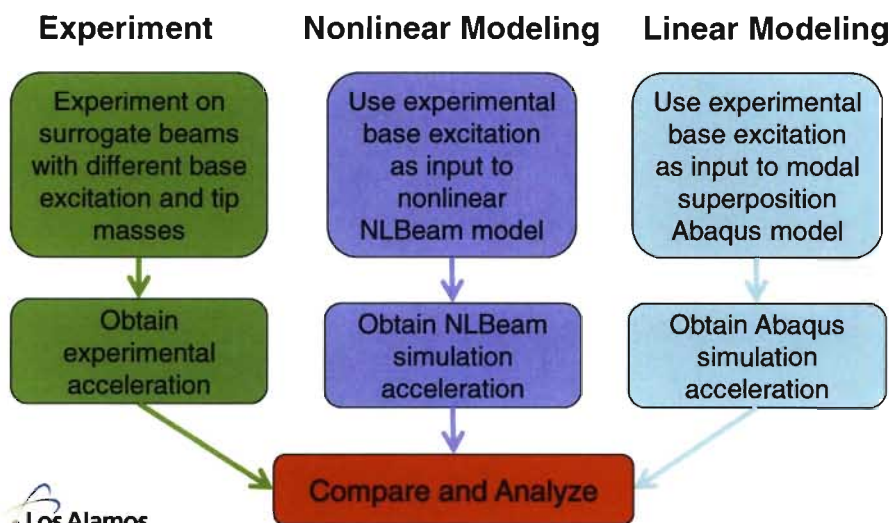 Experiment
Nonlinear Modeling
Linear Modeling
Experiment on
surrogate beams
with different base
excitation and tip
masses
Use experimental
base excitation
as input to
nonlinear
NLBeam model
Use experimental
base excitation
as input to modal
superposition
Abaqus model
Obtain
experimental
acceleration
Obtain NLBeam
simulation
acceleration
Obtain Abaqus
simulation
acceleration
Compare and Analyze
Los Alamos